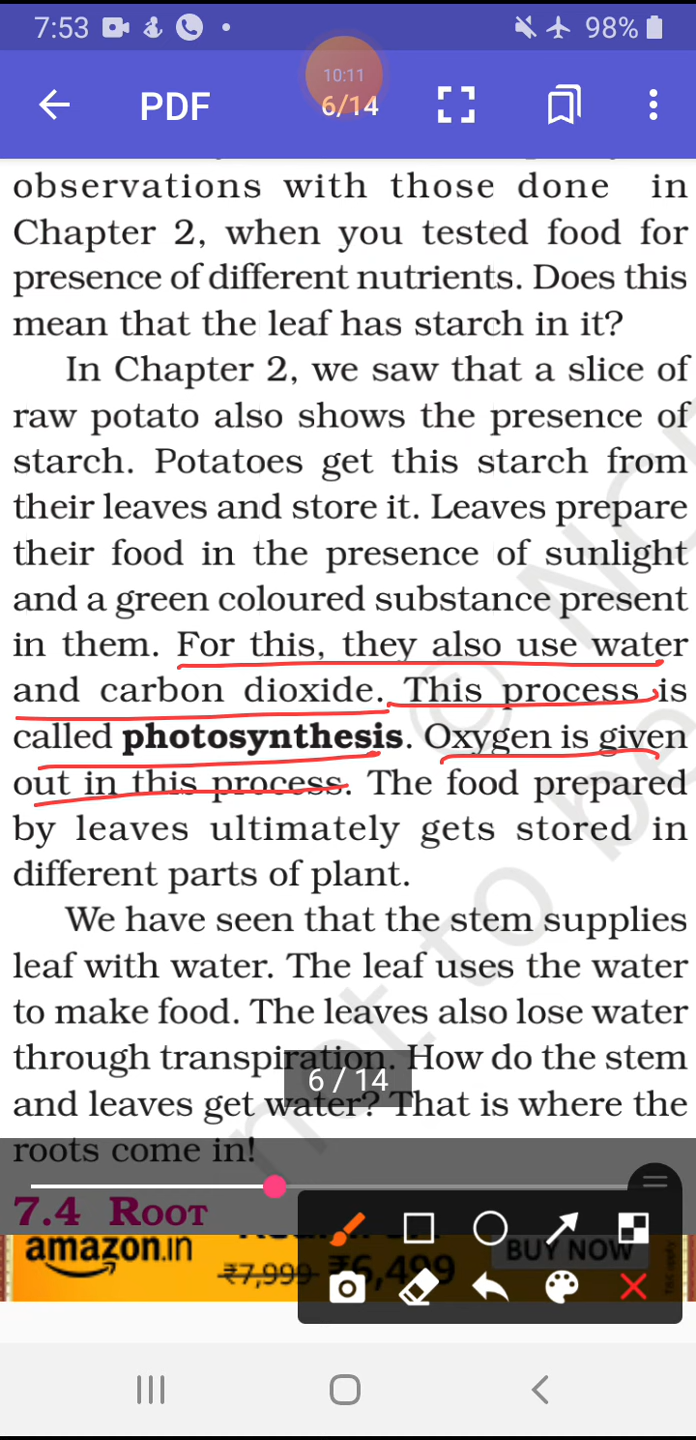 7:53
98%
10:11
PDF
6/14
observations with those done in
Chapter 2, when you tested food for
presence of different nutrients. Does this
mean that the leaf has starch in it?
In Chapter 2, we saw that a slice of
raw potato also shows the presence of
starch. Potatoes get this starch from
their leaves and store it. Leaves prepare
their food in the presence of sunlight
and a green coloured substance present
in them. For this, they also use water
and carbon dioxide. This process is
called photosynthesis. Oxygen is given
out in this process. The food prepared
by leaves ultimately gets stored in
different parts of plant.
We have seen that the stem supplies
leaf with water. The leaf uses the water
to make food. The leaves also lose water
through transpiration. How do the stem
6 / 14
and leaves get water? That is where the
roots come in!
7.4 ROOT
amazon.in
₹7,999 ₹6,499
BUY NOW
not to be